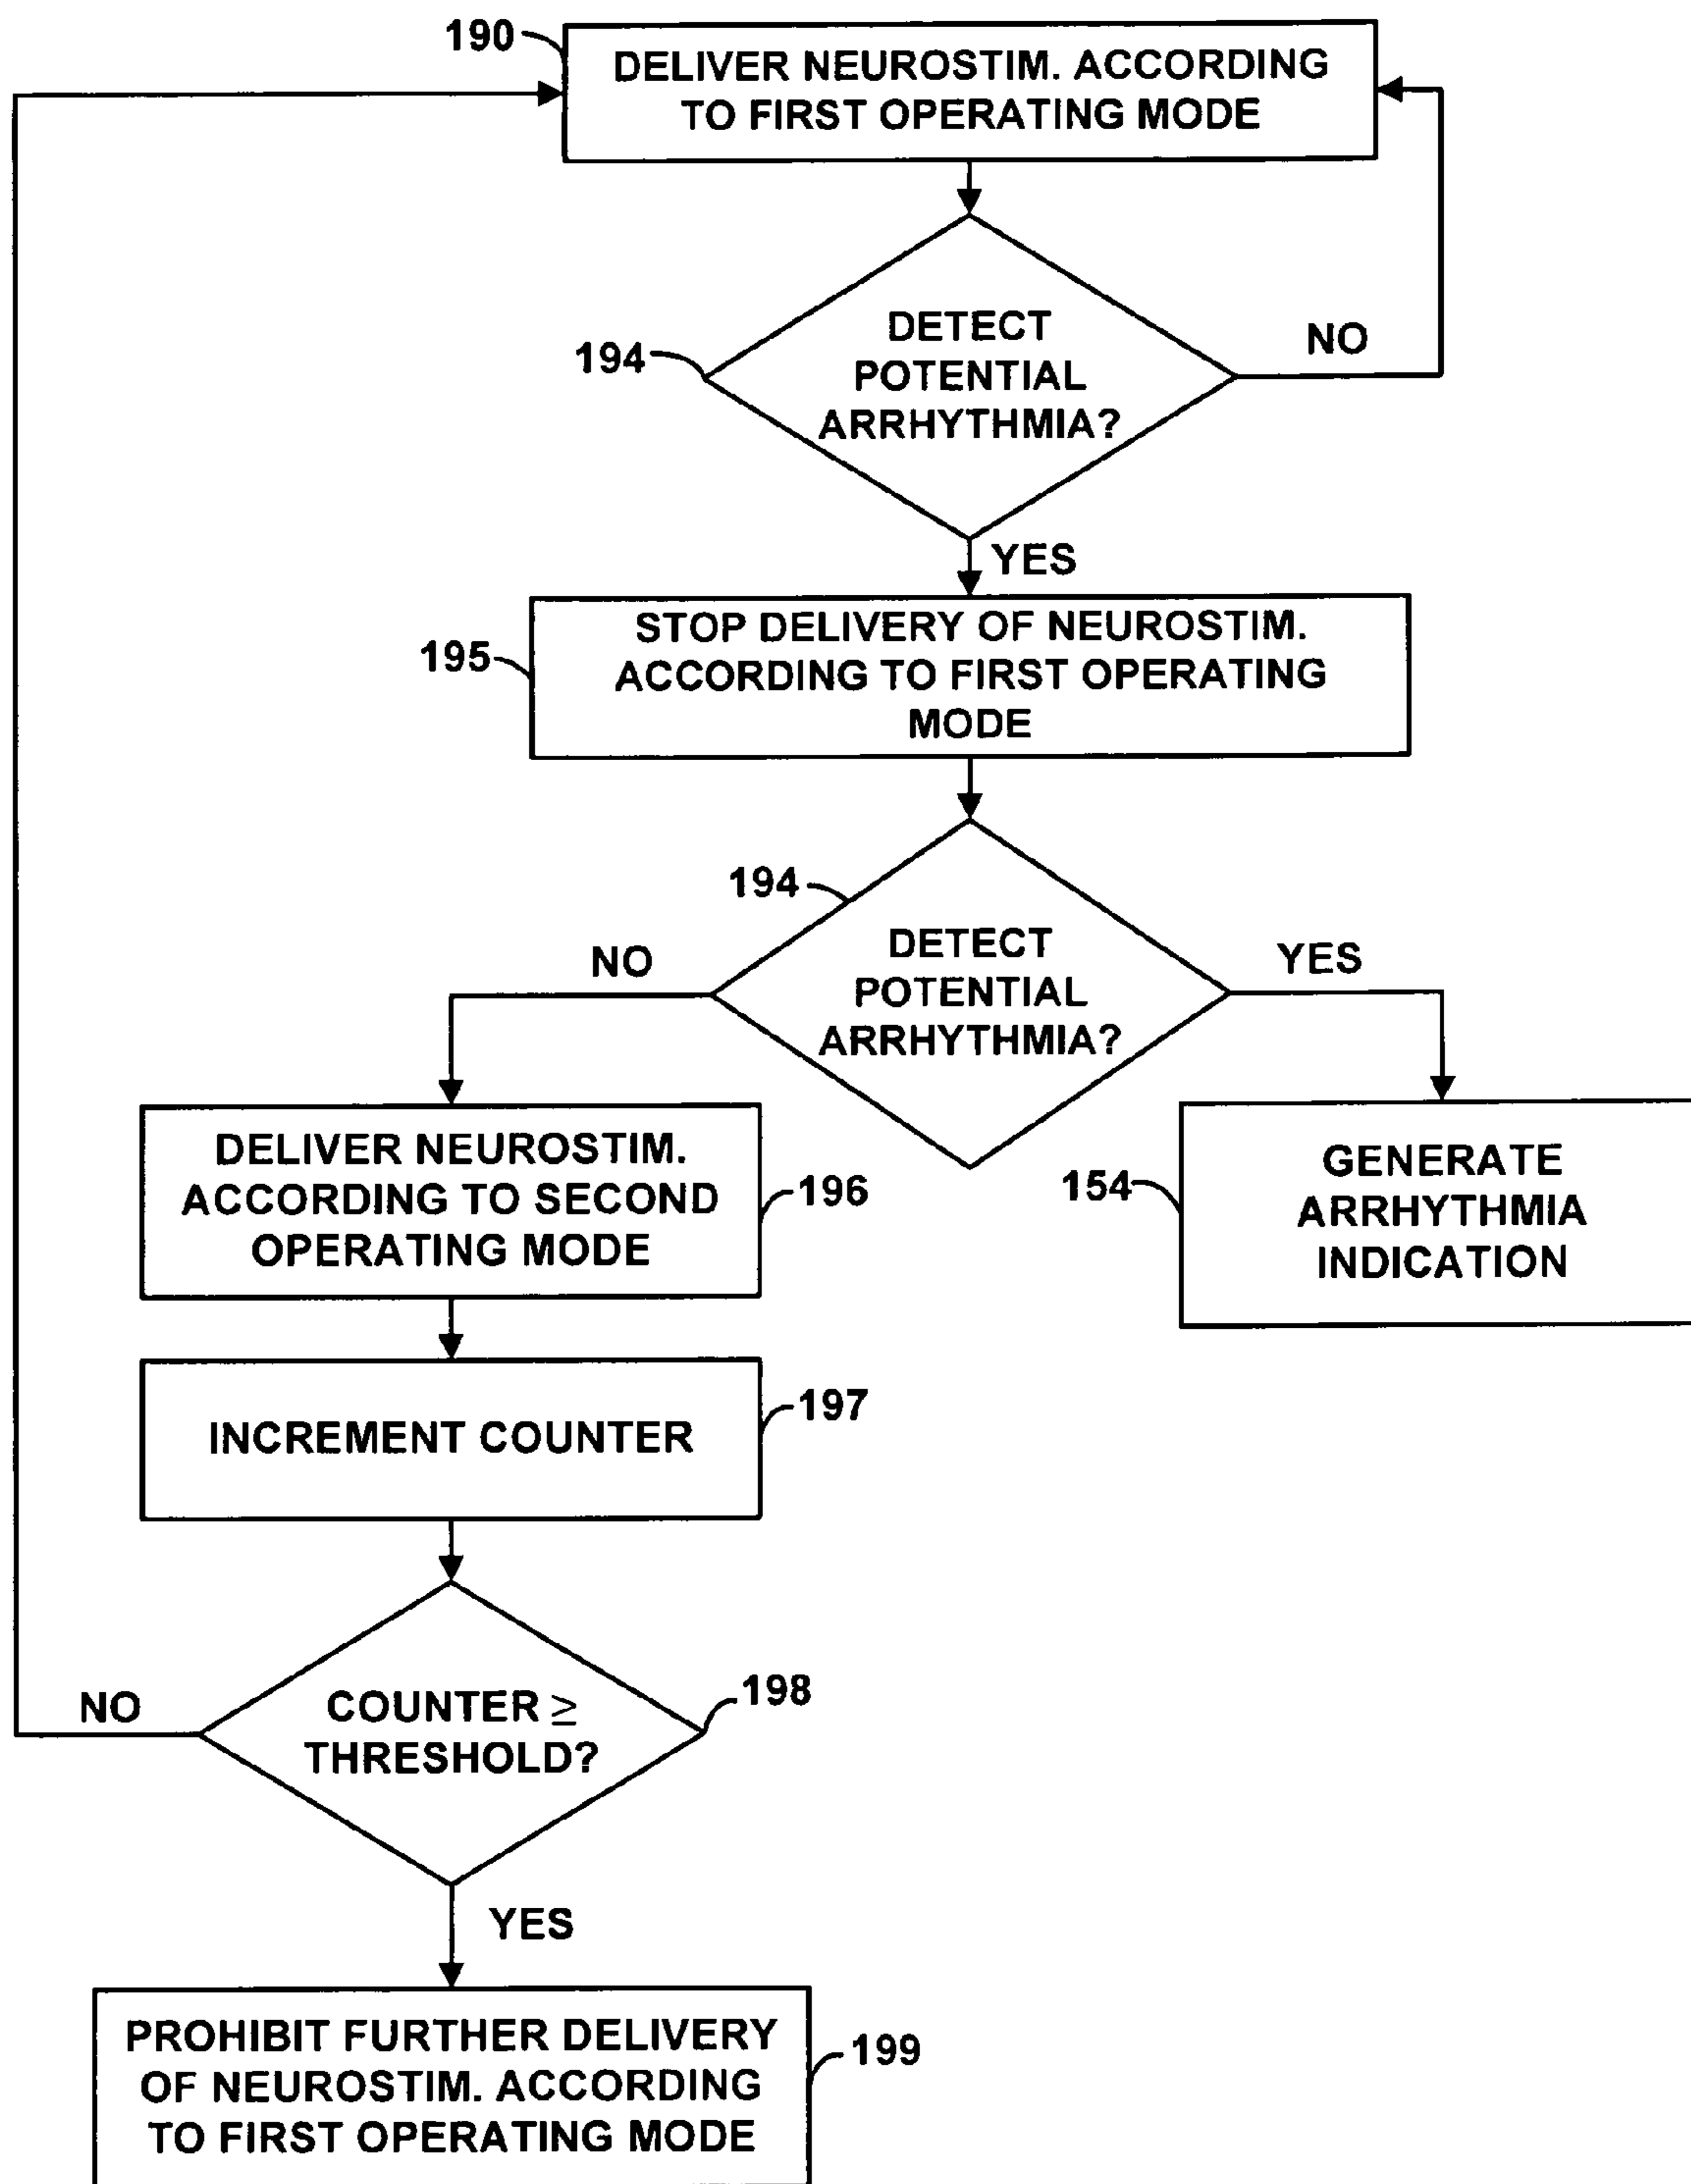 190
DELIVER NEUROSTIM. ACCORDING
TO FIRST OPERATING MODE
194
DETECT
POTENTIAL
ARRHYTHMIA?
NO
YES
195
STOP DELIVERY OF NEUROSTIM.
ACCORDING TO FIRST OPERATING
MODE
194
DETECT
POTENTIAL
ARRHYTHMIA?
NO
YES
DELIVER NEUROSTIM.
ACCORDING TO SECOND
OPERATING MODE
196
154
GENERATE
ARRHYTHMIA
INDICATION
INCREMENT COUNTER
197
COUNTER ≥
THRESHOLD?
198
NO
YES
PROHIBIT FURTHER DELIVERY
OF NEUROSTIM. ACCORDING
TO FIRST OPERATING MODE
199